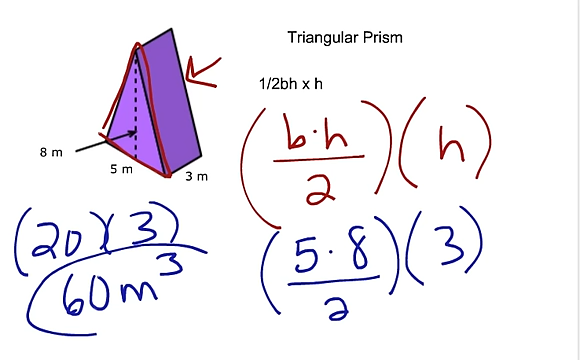 Triangular Prism
1/2bh x h
(b·h/2)(h)
8 m
5 m
3 m
(5·8/2)(3)
(20)(3)
60m³